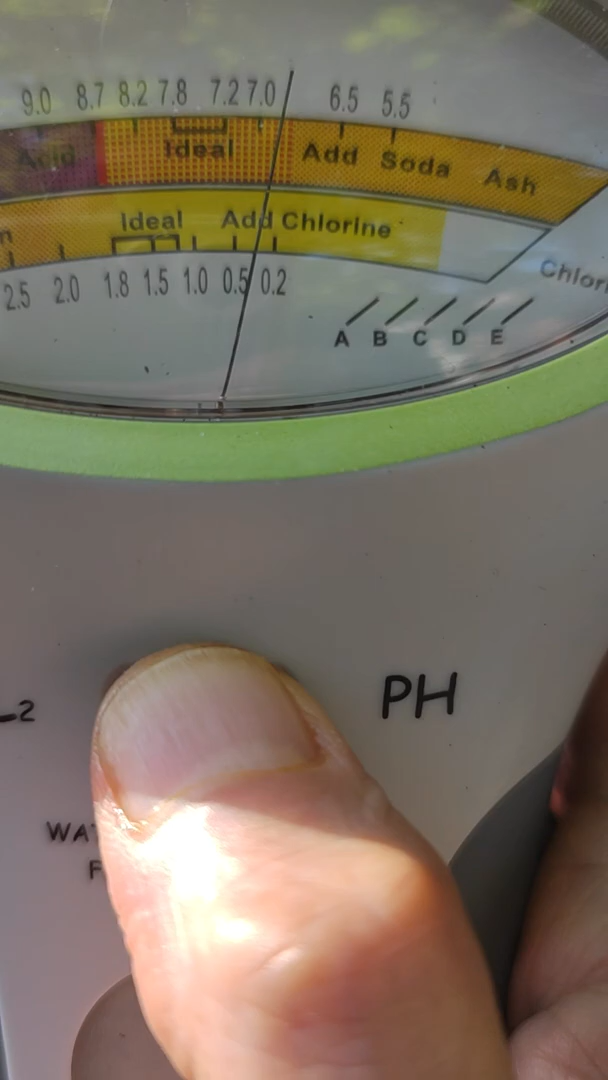 9.0 8.7 8.2 7.8 7.2 7.0 6.5 5.5
Acid Ideal Add Soda Ash
Ideal Add Chlorine
2.5 2.0 1.8 1.5 1.0 0.5 0.2
A B C D E
PH